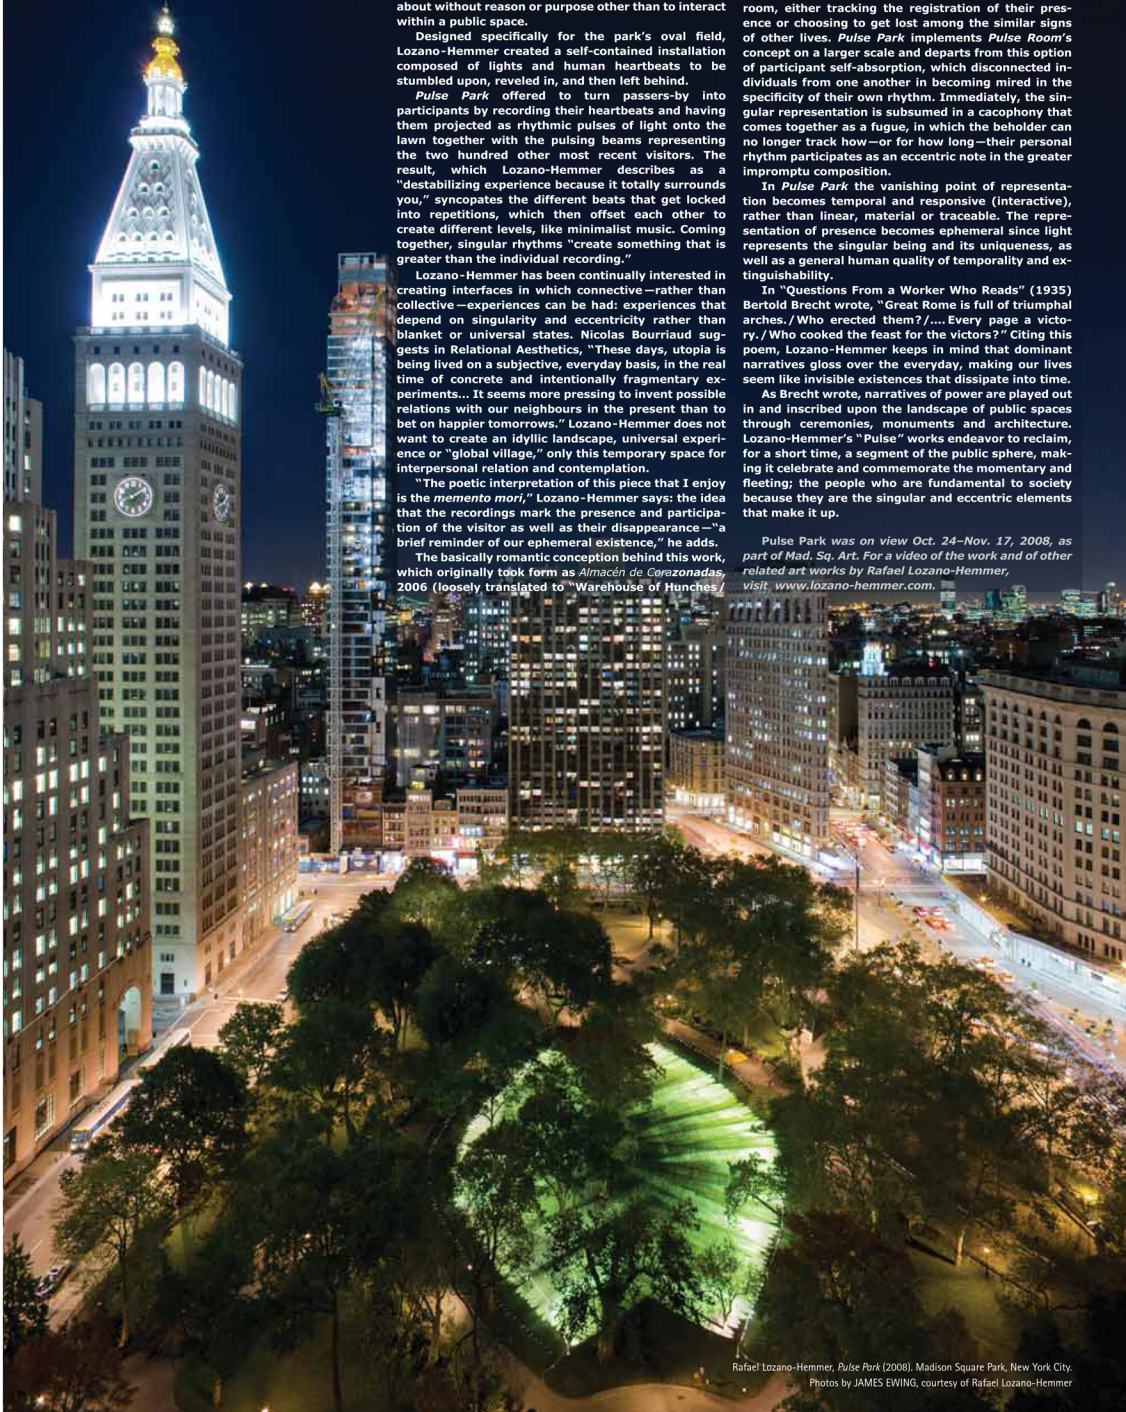 about without reason or purpose other than to interact
within a public space.
Designed specifically for the park's oval field,
Lozano-Hemmer created a self-contained installation
composed of lights and human heartbeats to be
stumbled upon, reveled in, and then left behind.
Pulse Park offered to turn passers-by into
participants by recording their heartbeats and having
them projected as rhythmic pulses of light onto the
lawn together with the pulsing beams representing
the two hundred other most recent visitors. The
result, which Lozano-Hemmer describes as a
“destabilizing experience because it totally surrounds
you,” syncopates the different beats that get locked
into repetitions, which then offset each other to
create different levels, like minimalist music. Coming
together, singular rhythms “create something that is
greater than the individual recording.”
Lozano-Hemmer has been continually interested in
creating interfaces in which connective—rather than
collective—experiences can be had: experiences that
depend on singularity and eccentricity rather than
blanket or universal states. Nicolas Bourriaud sug-
gests in Relational Aesthetics, “These days, utopia is
being lived on a subjective, everyday basis, in the real
time of concrete and intentionally fragmentary ex-
periments... It seems more pressing to invent possible
relations with our neighbours in the present than to
bet on happier tomorrows.” Lozano-Hemmer does not
want to create an idyllic landscape, universal experi-
ence or “global village,” only this temporary space for
interpersonal relation and contemplation.
“The poetic interpretation of this piece that I enjoy
is the memento mori,” Lozano-Hemmer says: the idea
that the recordings mark the presence and participa-
tion of the visitor as well as their disappearance—“a
brief reminder of our ephemeral existence,” he adds.
The basically romantic conception behind this work,
which originally took form as Almacén de Corazonadas,
2006 (loosely translated to “Warehouse of Hunches/
room, either tracking the registration of their pres-
ence or choosing to get lost among the similar signs
of other lives. Pulse Park implements Pulse Room's
concept on a larger scale and departs from this option
of participant self-absorption, which disconnected in-
dividuals from one another in becoming mired in the
specificity of their own rhythm. Immediately, the sin-
gular representation is subsumed in a cacophony that
comes together as a fugue, in which the beholder can
no longer track how—or for how long—their personal
rhythm participates as an eccentric note in the greater
impromptu composition.
In Pulse Park the vanishing point of representa-
tion becomes temporal and responsive (interactive),
rather than linear, material or traceable. The repre-
sentation of presence becomes ephemeral since light
represents the singular being and its uniqueness, as
well as a general human quality of temporality and ex-
tinguishability.
In “Questions From a Worker Who Reads” (1935)
Bertold Brecht wrote, “Great Rome is full of triumphal
arches./Who erected them?/.... Every page a victo-
ry./Who cooked the feast for the victors?” Citing this
poem, Lozano-Hemmer keeps in mind that dominant
narratives gloss over the everyday, making our lives
seem like invisible existences that dissipate into time.
As Brecht wrote, narratives of power are played out
in and inscribed upon the landscape of public spaces
through ceremonies, monuments and architecture.
Lozano-Hemmer's “Pulse” works endeavor to reclaim,
for a short time, a segment of the public sphere, mak-
ing it celebrate and commemorate the momentary and
fleeting; the people who are fundamental to society
because they are the singular and eccentric elements
that make it up.
Pulse Park was on view Oct. 24–Nov. 17, 2008, as
part of Mad. Sq. Art. For a video of the work and of other
related art works by Rafael Lozano-Hemmer,
visit www.lozano-hemmer.com.
Rafael Lozano-Hemmer, Pulse Park (2008). Madison Square Park, New York City.
Photos by JAMES EWING, courtesy of Rafael Lozano-Hemmer